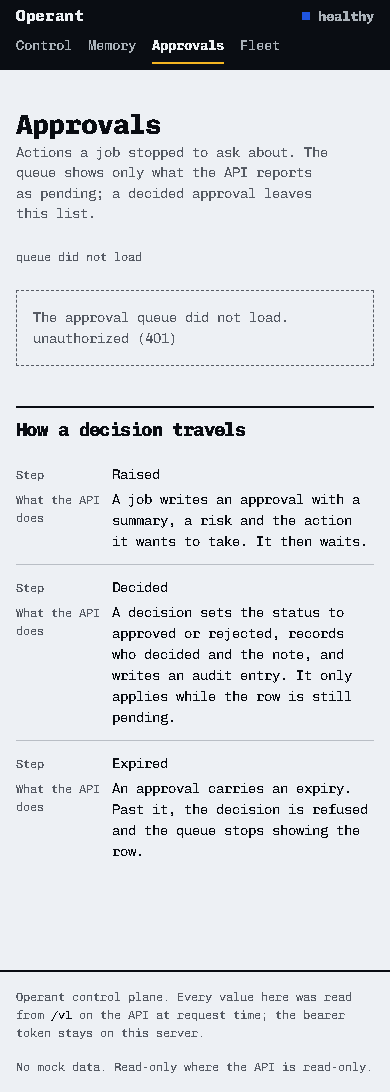 Operant
healthy
Control Memory Approvals Fleet
Approvals
Actions a job stopped to ask about. The
queue shows only what the API reports
as pending; a decided approval leaves
this list.
queue did not load
The approval queue did not load.
unauthorized (401)
How a decision travels
Step Raised
What the API does
A job writes an approval with a
summary, a risk and the action
it wants to take. It then waits.
Step Decided
What the API does
A decision sets the status to
approved or rejected, records
who decided and the note, and
writes an audit entry. It only
applies while the row is still
pending.
Step Expired
What the API does
An approval carries an expiry.
Past it, the decision is refused
and the queue stops showing the
row.
Operant control plane. Every value here was read
from /v1 on the API at request time; the bearer
token stays on this server.
No mock data. Read-only where the API is read-only.